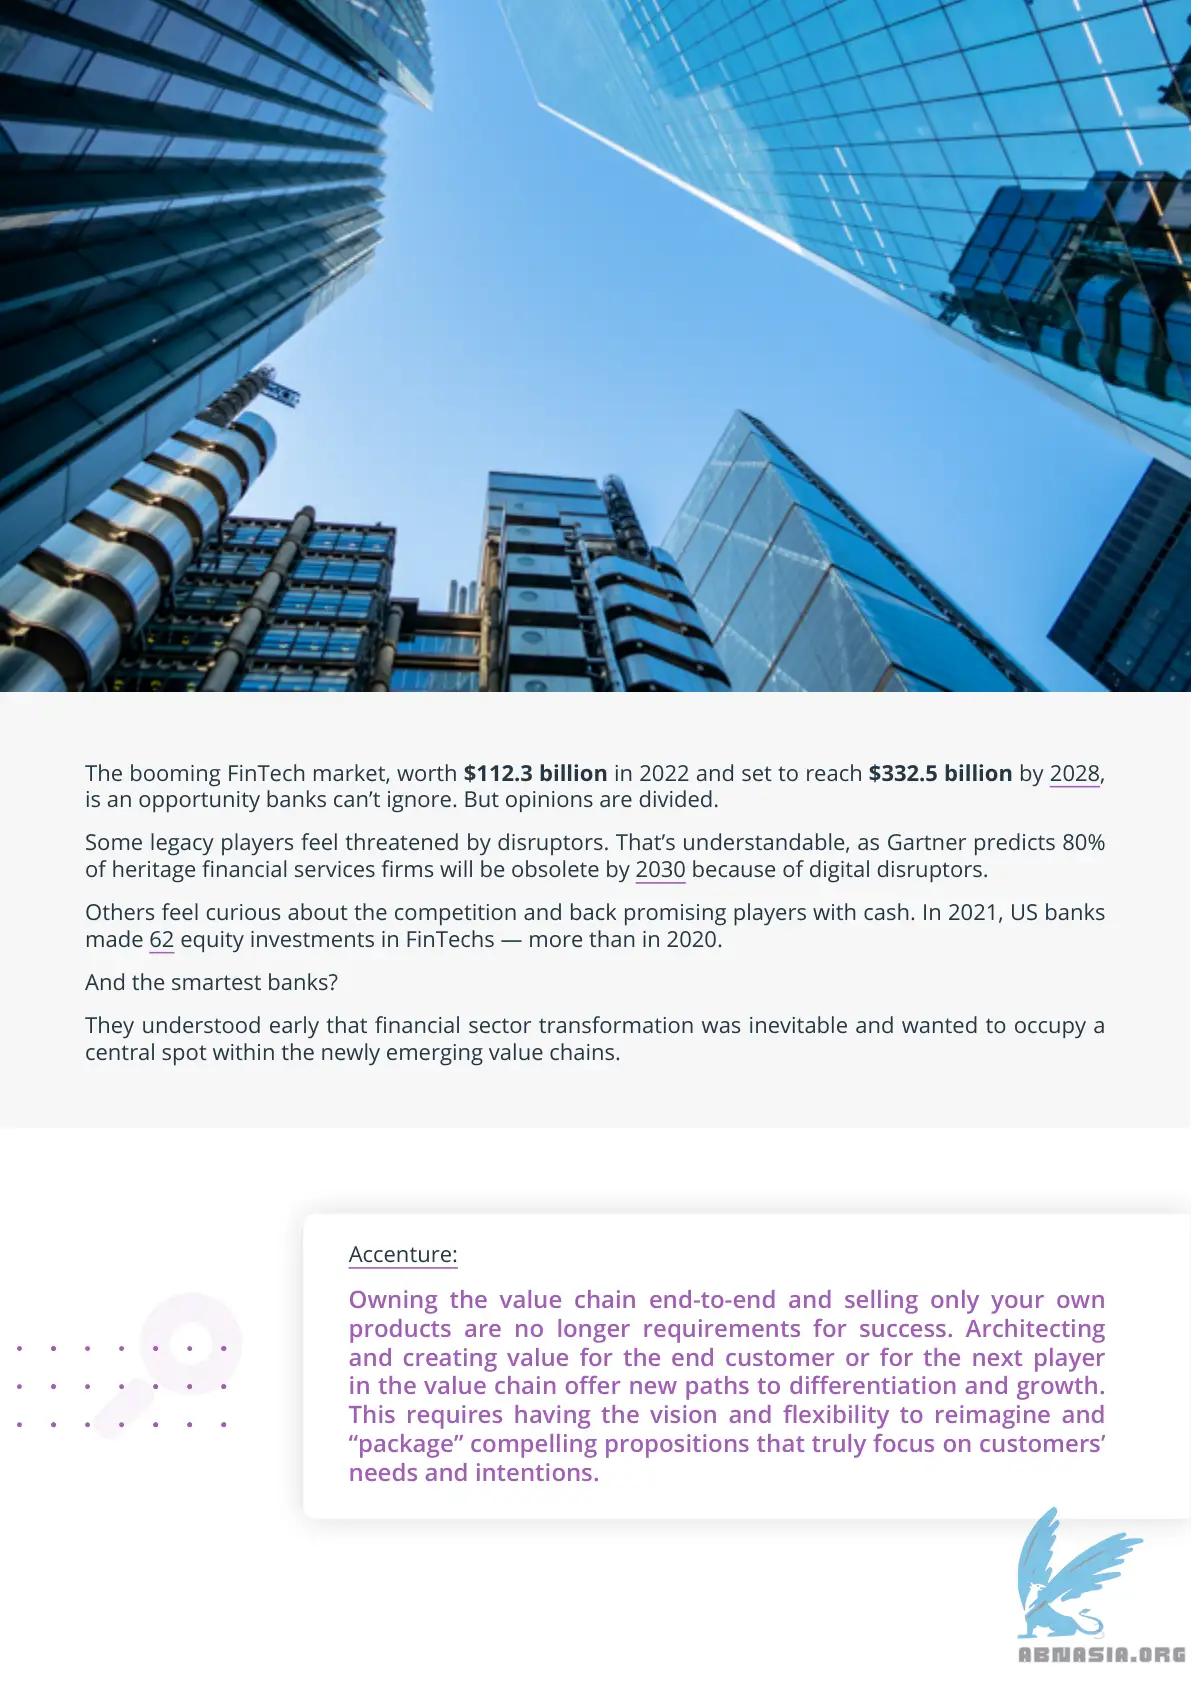 The booming FinTech market, worth $112.3 billion in 2022 and set to reach $332.5 billion by 2028,
is an opportunity banks can’t ignore. But opinions are divided.
Some legacy players feel threatened by disruptors. That’s understandable, as Gartner predicts 80%
of heritage financial services firms will be obsolete by 2030 because of digital disruptors.
Others feel curious about the competition and back promising players with cash. In 2021, US banks
made 62 equity investments in FinTechs — more than in 2020.
And the smartest banks?
They understood early that financial sector transformation was inevitable and wanted to occupy a
central spot within the newly emerging value chains.
Accenture:
Owning the value chain end-to-end and selling only your own
products are no longer requirements for success. Architecting
and creating value for the end customer or for the next player
in the value chain offer new paths to differentiation and growth.
This requires having the vision and flexibility to reimagine and
“package” compelling propositions that truly focus on customers’
needs and intentions.
ABNASIA.ORG